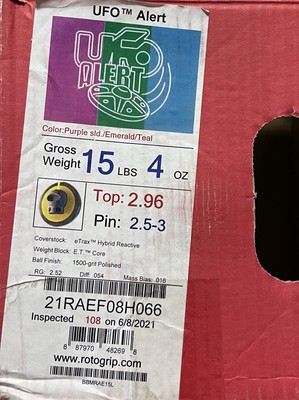 UFO™ Alert
UFO
ALERT
Color:Purple sld./Emerald/Teal
Gross Weight 15 LBS 4 OZ
Top: 2.96
Pin: 2.5-3
Coverstock: eTrax™ Hybrid Reactive
Weight Block: E.T.™ Core
Ball Finish: 1500-grit Polished
RG: 2.52 Diff .054 Mass Bias: .016
21RAEF08H066
Inspected 108 on 6/8/2021
8 87970 48269 8
www.rotogrip.com
BBMRAE15L